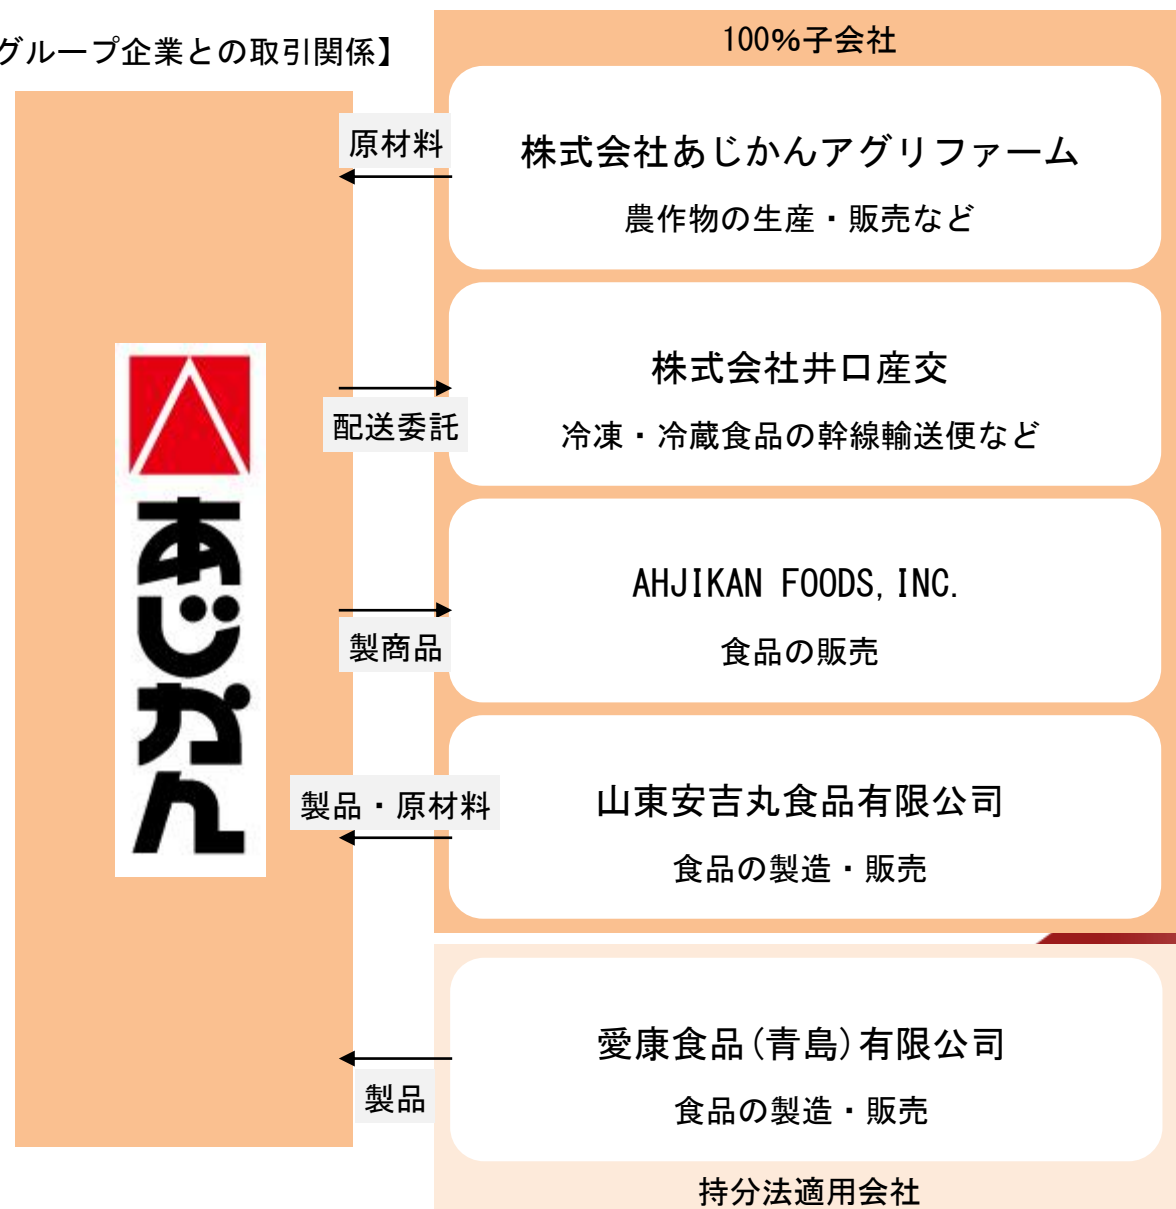 グループ企業との取引関係】
100%子会社
原材料
株式会社あじかんアグリファーム
農作物の生産・販売など
配送委託
株式会社井口産交
冷凍・冷蔵食品の幹線輸送便など
あじかん
製商品
AHJIKAN FOODS, INC.
食品の販売
製品・原材料
山東安吉丸食品有限公司
食品の製造・販売
製品
愛康食品(青島)有限公司
食品の製造・販売
持分法適用会社